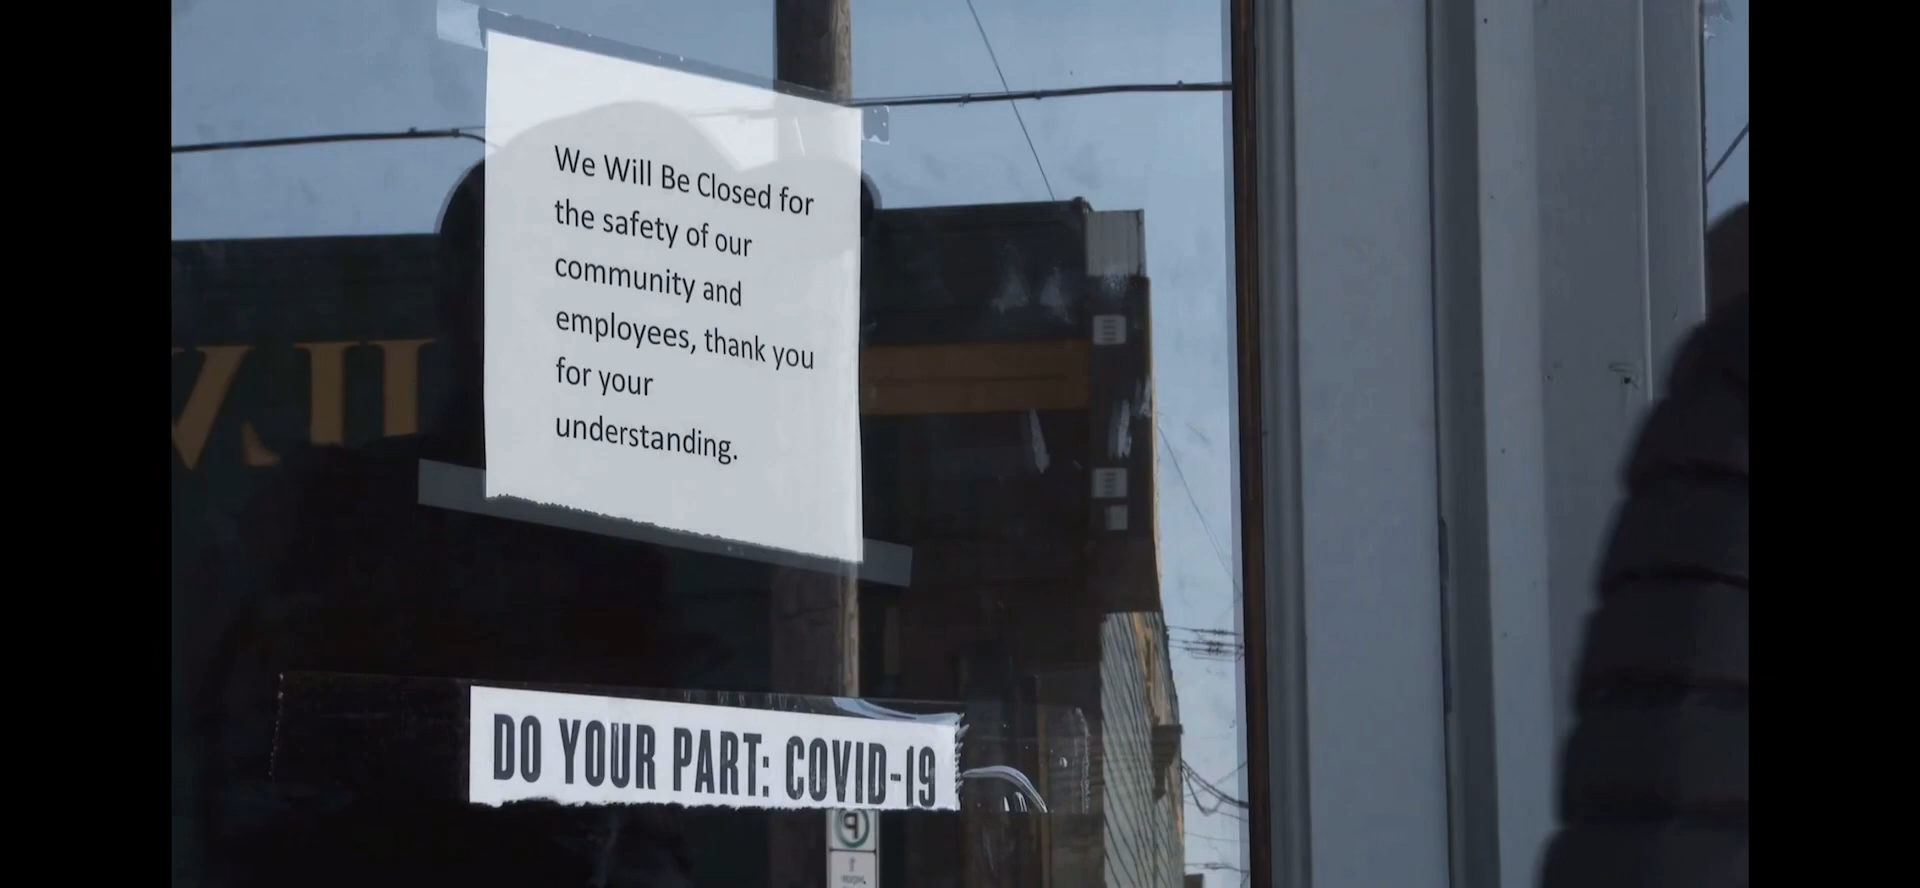 We Will Be Closed for
the safety of our
community and
employees, thank you
for your
understanding.
DO YOUR PART: COVID-19
P